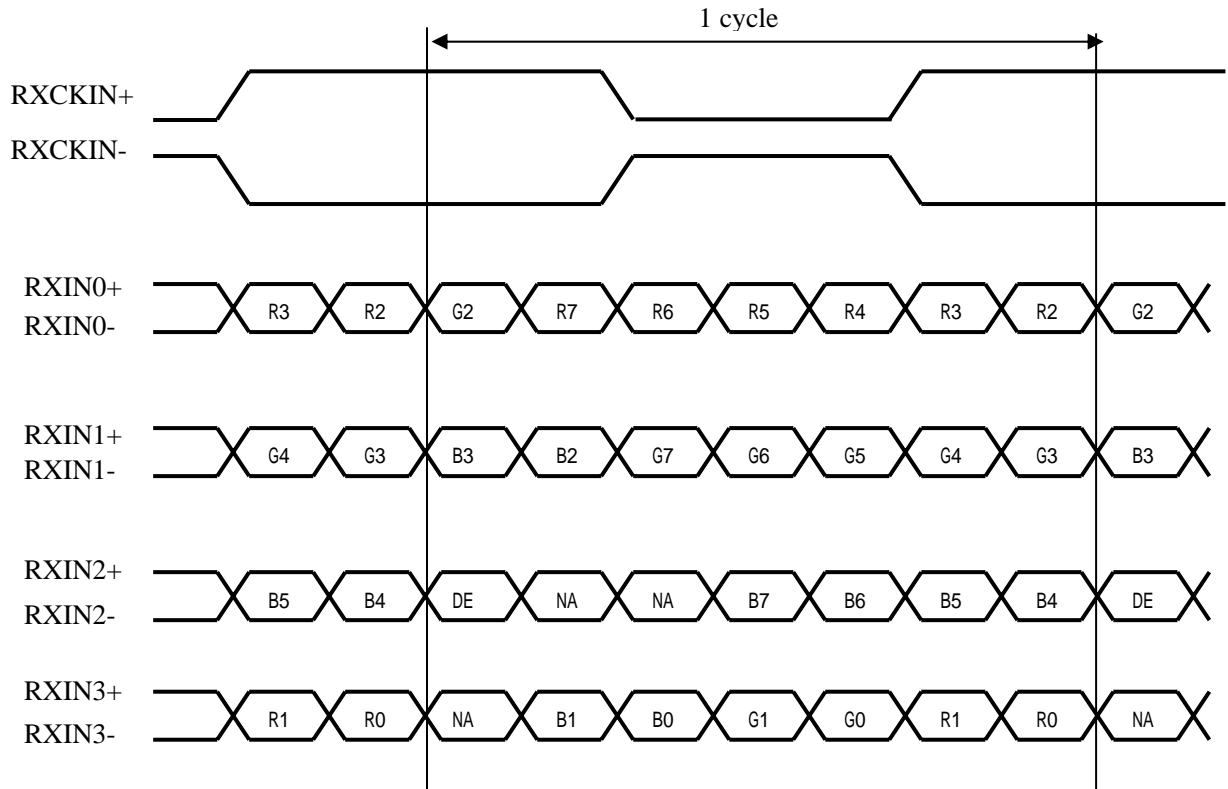 1 cycle
RXCKIN+
RXCKIN-
RXIN0+
RXIN0-
R3 R2 G2 R7 R6 R5 R4 R3 R2 G2
RXIN1+
RXIN1-
G4 G3 B3 B2 G7 G6 G5 G4 G3 B3
RXIN2+
RXIN2-
B5 B4 DE NA NA B7 B6 B5 B4 DE
RXIN3+
RXIN3-
R1 R0 NA B1 B0 G1 G0 R1 R0 NA